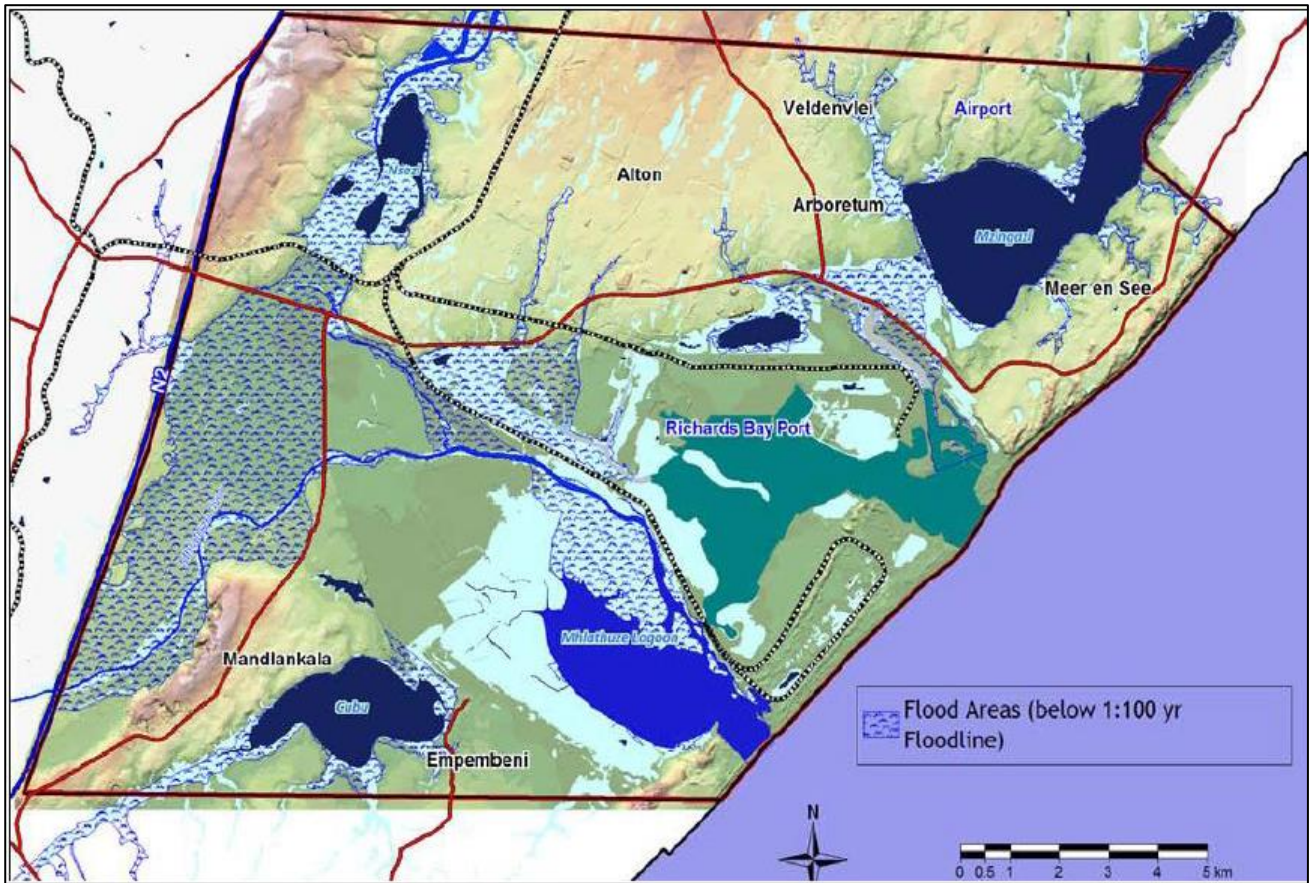 Veldenvlei
Airport
Nsezi
Alton
Arboretum
Mzingazi
Meer en See
N2
Richards Bay Port
Mhlathuze Lagoon
Mandlankala
Cubu
Empembeni
Flood Areas (below 1:100 yr
Floodline)
N
0 0.5 1 2 3 4 5 km